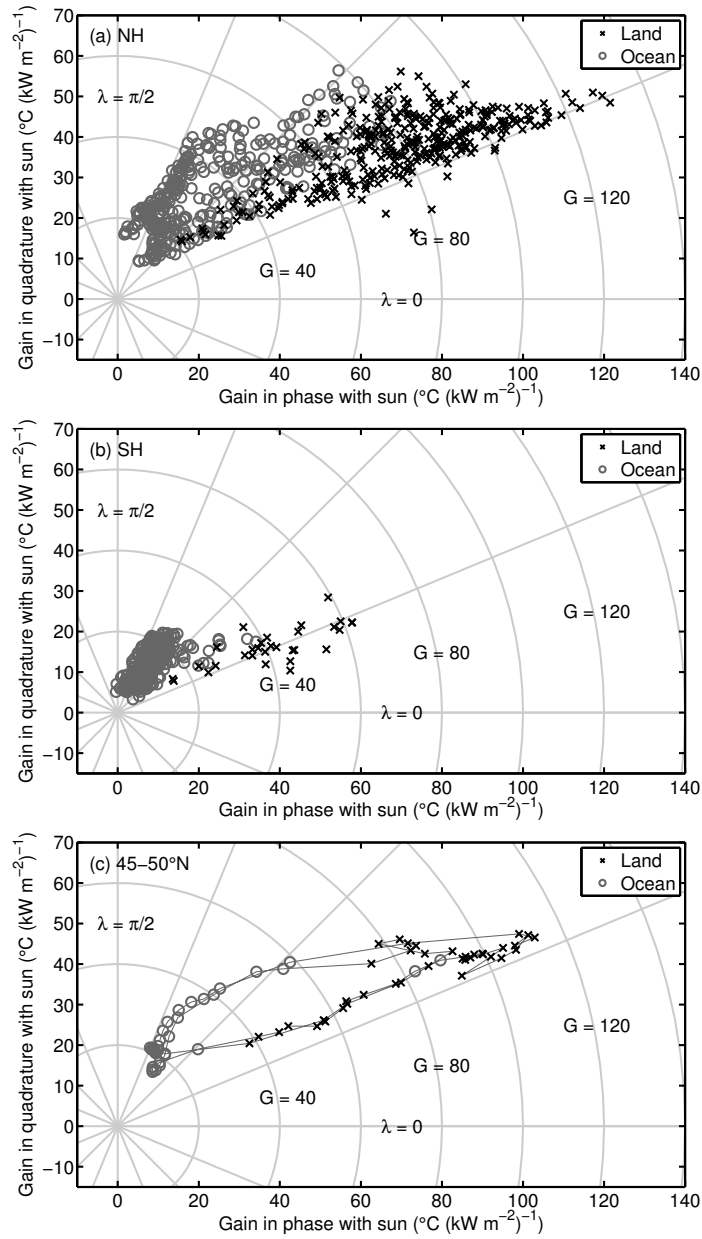 (a) NH
Land
Ocean
λ = π/2
G = 120
G = 80
G = 40
λ = 0
70
60
50
40
30
20
10
0
−10
0 20 40 60 80 100 120 140
Gain in quadrature with sun (°C (kW m−2)−1)
Gain in phase with sun (°C (kW m−2)−1)
(b) SH
Land
Ocean
λ = π/2
G = 120
G = 80
G = 40
λ = 0
70
60
50
40
30
20
10
0
−10
0 20 40 60 80 100 120 140
Gain in quadrature with sun (°C (kW m−2)−1)
Gain in phase with sun (°C (kW m−2)−1)
(c) 45−50°N
Land
Ocean
λ = π/2
G = 120
G = 80
G = 40
λ = 0
70
60
50
40
30
20
10
0
−10
0 20 40 60 80 100 120 140
Gain in quadrature with sun (°C (kW m−2)−1)
Gain in phase with sun (°C (kW m−2)−1)